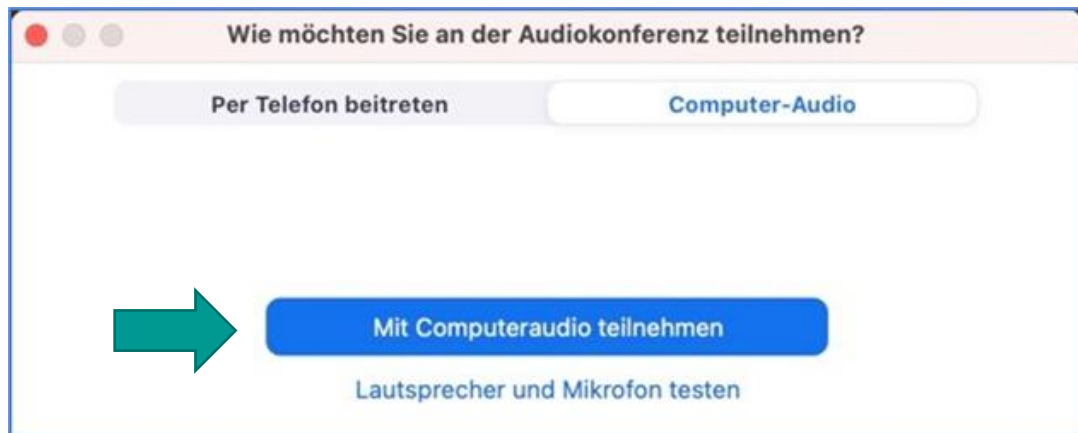 Wie möchten Sie an der Audiokonferenz teilnehmen?
Per Telefon beitreten
Computer-Audio
Mit Computeraudio teilnehmen
Lautsprecher und Mikrofon testen